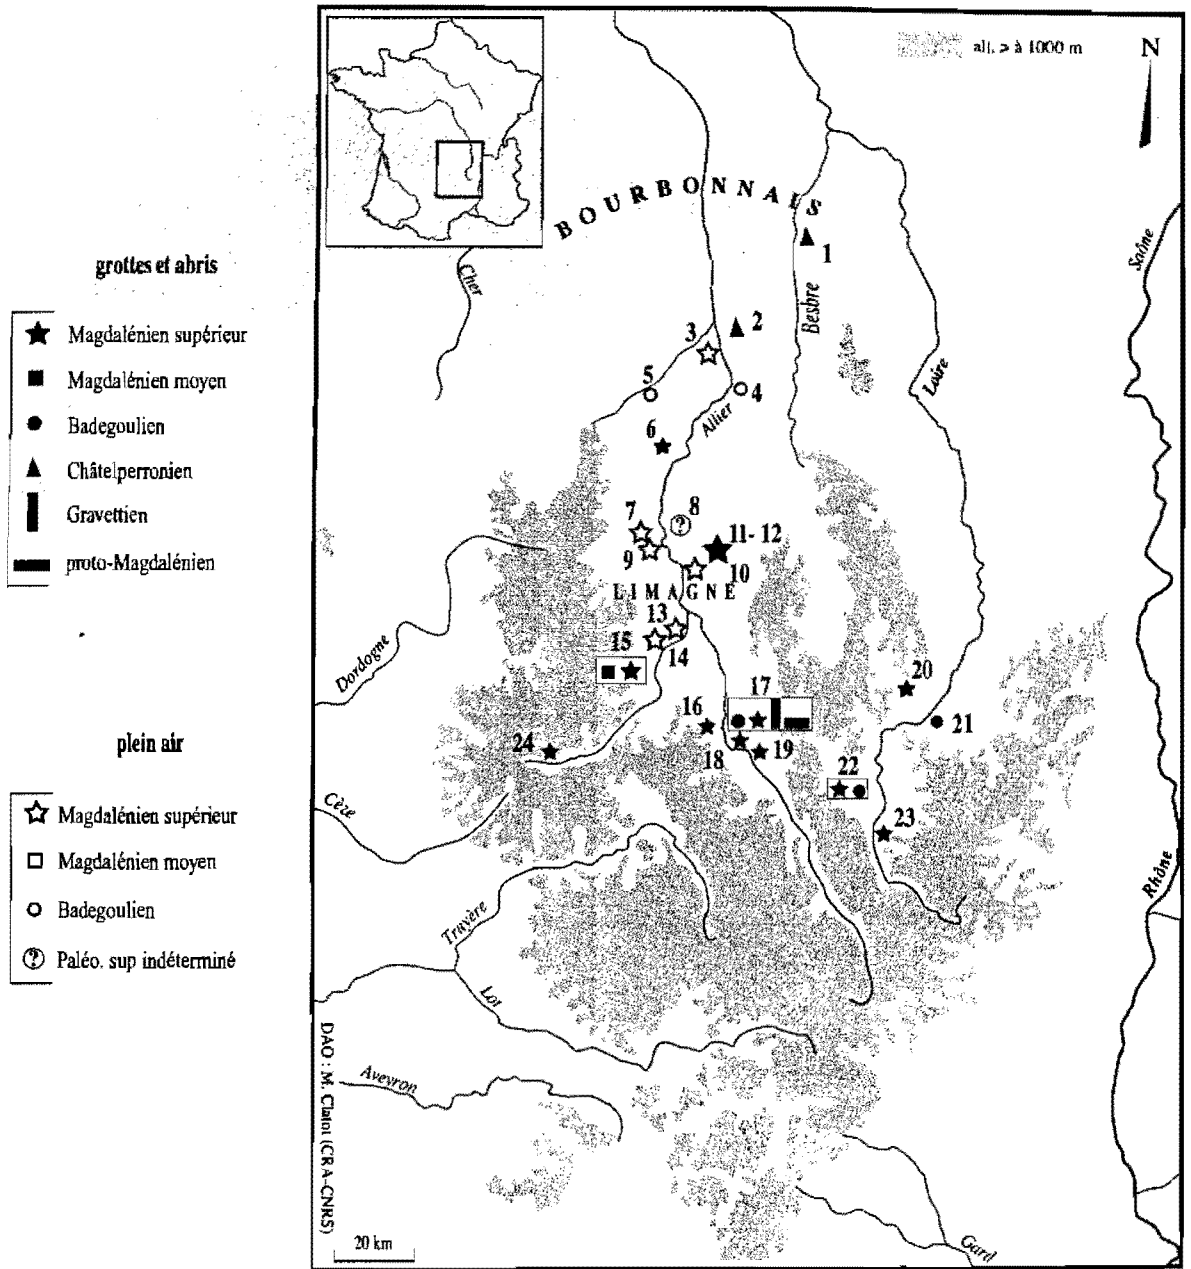 grottes et abris
Magdalénien supérieur
Magdalénien moyen
Badegoulien
Châtelperronien
Gravettien
proto-Magdalénien
plein air
Magdalénien supérieur
Magdalénien moyen
Badegoulien
? Paléo. sup indéterminé
alt. > à 1000 m
N
BOURBONNAIS
Cher
Besbre
Saône
Loire
Allier
1
2
3
4
5
6
7
8
?
9
11- 12
10
LIMAGNE
13
14
15
Dordogne
16
17
18
19
20
21
22
23
24
Cèze
Truyère
Lot
Aveyron
Rhône
Gard
DAO : M. (CRA-CNRS)
20 km